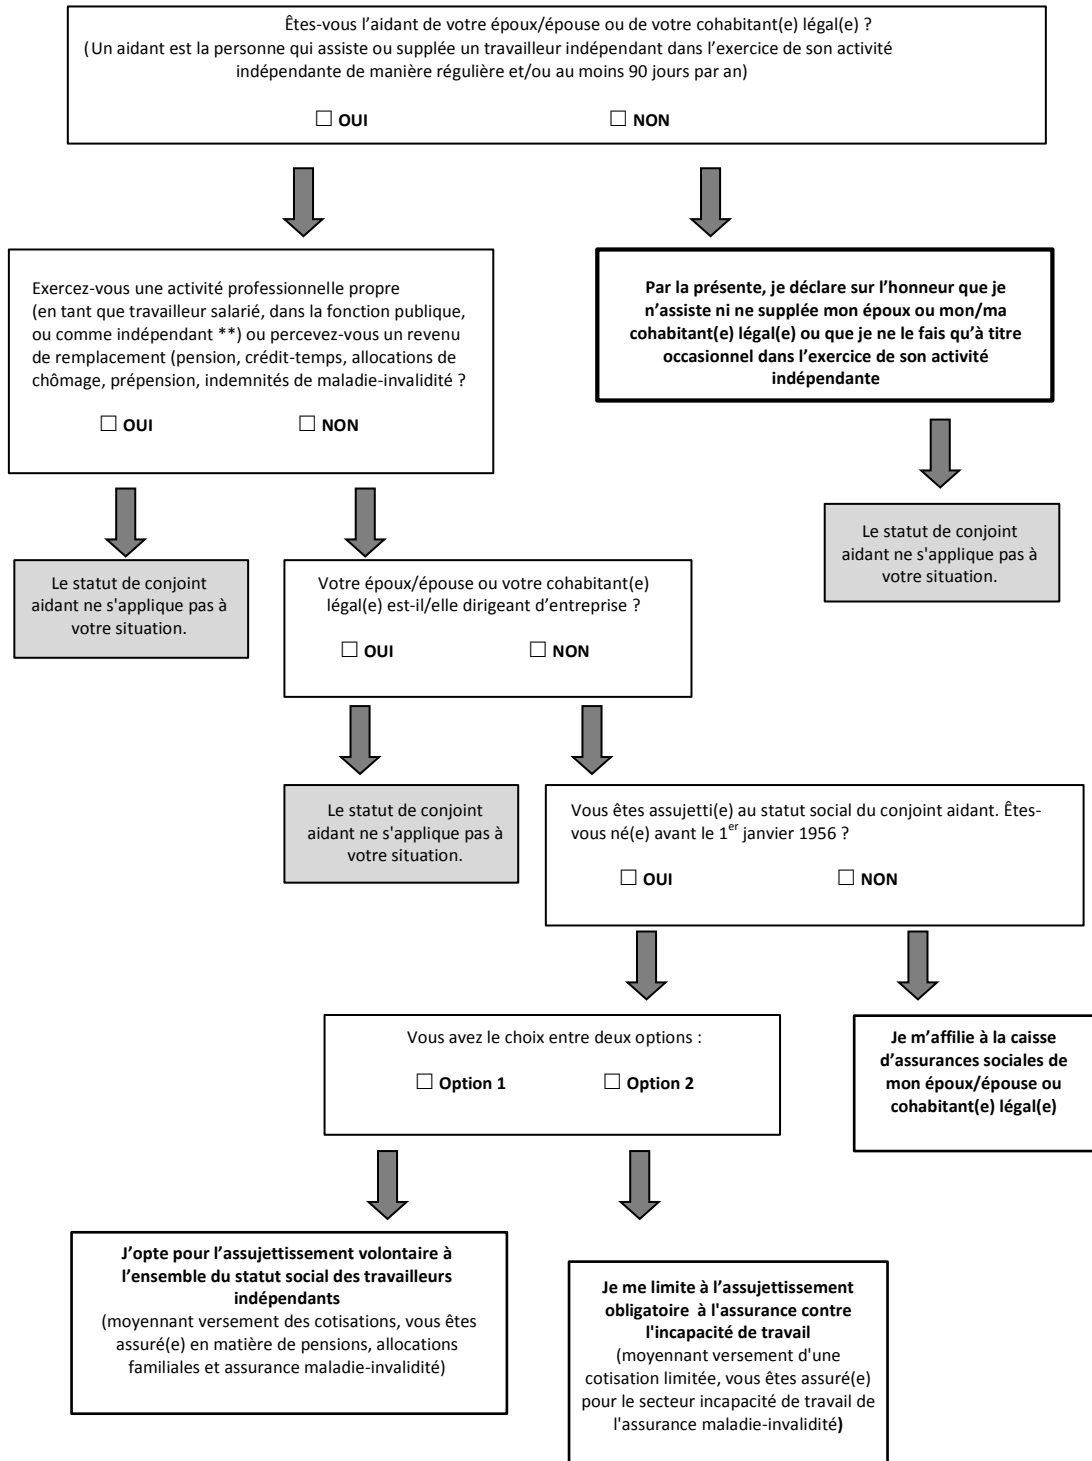 Êtes-vous l’aidant de votre époux/épouse ou de votre cohabitant(e) légal(e) ?
(Un aidant est la personne qui assiste ou supplée un travailleur indépendant dans l’exercice de son activité
indépendante de manière régulière et/ou au moins 90 jours par an)
☐ OUI ☐ NON
Exercez-vous une activité professionnelle propre
(en tant que travailleur salarié, dans la fonction publique,
ou comme indépendant **) ou percevez-vous un revenu
de remplacement (pension, crédit-temps, allocations de
chômage, prépension, indemnités de maladie-invalidité ?
☐ OUI ☐ NON
Par la présente, je déclare sur l’honneur que je
n’assiste ni ne supplée mon époux ou mon/ma
cohabitant(e) légal(e) ou que je ne le fais qu’à titre
occasionnel dans l’exercice de son activité
indépendante
Le statut de conjoint
aidant ne s'applique pas à
votre situation.
Le statut de conjoint
aidant ne s'applique pas à
votre situation.
Votre époux/épouse ou votre cohabitant(e)
légal(e) est-il/elle dirigeant d’entreprise ?
☐ OUI ☐ NON
Le statut de conjoint
aidant ne s'applique pas à
votre situation.
Vous êtes assujetti(e) au statut social du conjoint aidant. Êtes-
vous né(e) avant le 1er janvier 1956 ?
☐ OUI ☐ NON
Vous avez le choix entre deux options :
☐ Option 1 ☐ Option 2
Je m’affilie à la caisse
d’assurances sociales de
mon époux/épouse ou
cohabitant(e) légal(e)
J’opte pour l’assujettissement volontaire à
l’ensemble du statut social des travailleurs
indépendants
(moyennant versement des cotisations, vous êtes
assuré(e) en matière de pensions, allocations
familiales et assurance maladie-invalidité)
Je me limite à l’assujettissement
obligatoire à l'assurance contre
l'incapacité de travail
(moyennant versement d'une
cotisation limitée, vous êtes assuré(e)
pour le secteur incapacité de travail de
l'assurance maladie-invalidité)